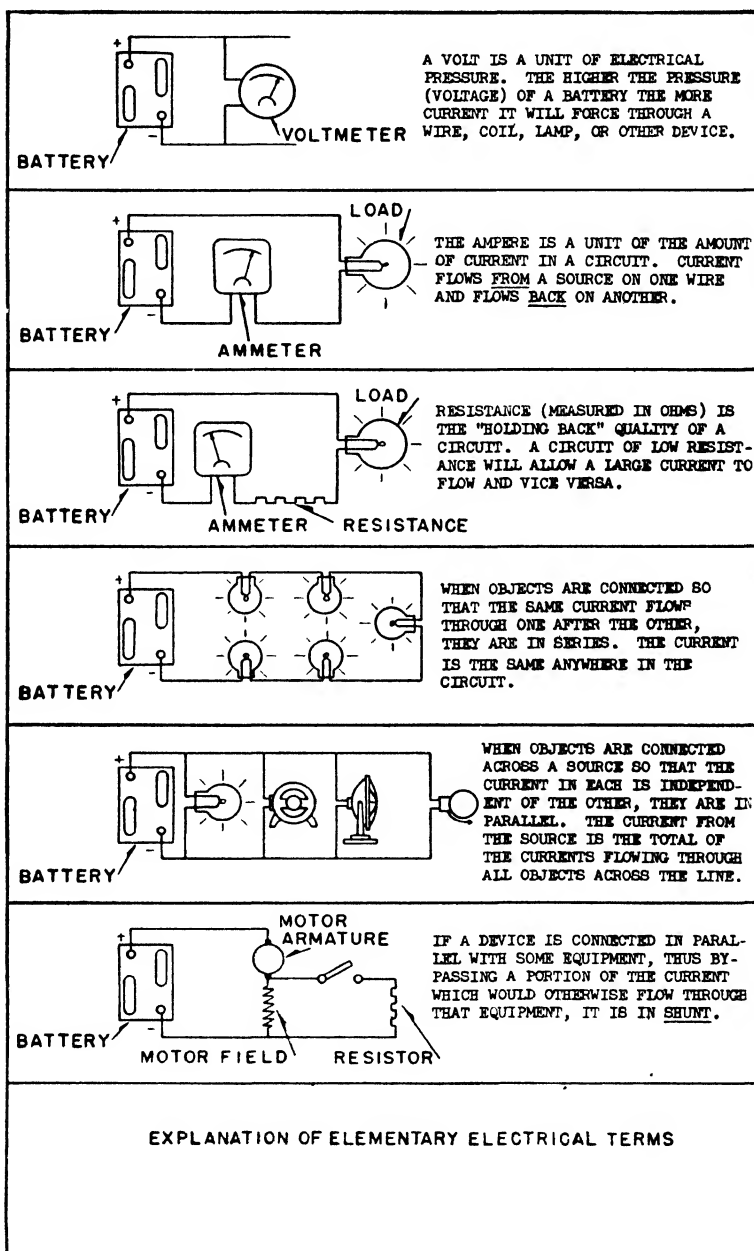 +
-
BATTERY
VOLTMETER
A VOLT IS A UNIT OF ELECTRICAL
PRESSURE. THE HIGHER THE PRESSURE
(VOLTAGE) OF A BATTERY THE MORE
CURRENT IT WILL FORCE THROUGH A
WIRE, COIL, LAMP, OR OTHER DEVICE.
+
-
BATTERY
AMMETER
LOAD
THE AMPERE IS A UNIT OF THE AMOUNT
OF CURRENT IN A CIRCUIT. CURRENT
FLOWS FROM A SOURCE ON ONE WIRE
AND FLOWS BACK ON ANOTHER.
+
-
BATTERY
AMMETER
RESISTANCE
LOAD
RESISTANCE (MEASURED IN OHMS) IS
THE "HOLDING BACK" QUALITY OF A
CIRCUIT. A CIRCUIT OF LOW RESIST-
ANCE WILL ALLOW A LARGE CURRENT TO
FLOW AND VICE VERSA.
+
-
BATTERY
WHEN OBJECTS ARE CONNECTED SO
THAT THE SAME CURRENT FLOWS
THROUGH ONE AFTER THE OTHER,
THEY ARE IN SERIES. THE CURRENT
IS THE SAME ANYWHERE IN THE
CIRCUIT.
+
-
BATTERY
WHEN OBJECTS ARE CONNECTED
ACROSS A SOURCE SO THAT THE
CURRENT IN EACH IS INDEPEND-
ENT OF THE OTHER, THEY ARE IN
PARALLEL. THE CURRENT FROM
THE SOURCE IS THE TOTAL OF
THE CURRENTS FLOWING THROUGH
ALL OBJECTS ACROSS THE LINE.
+
-
BATTERY
MOTOR
ARMATURE
MOTOR FIELD
RESISTOR
IF A DEVICE IS CONNECTED IN PARAL-
LEL WITH SOME EQUIPMENT, THUS BY-
PASSING A PORTION OF THE CURRENT
WHICH WOULD OTHERWISE FLOW THROUGH
THAT EQUIPMENT, IT IS IN SHUNT.
EXPLANATION OF ELEMENTARY ELECTRICAL TERMS